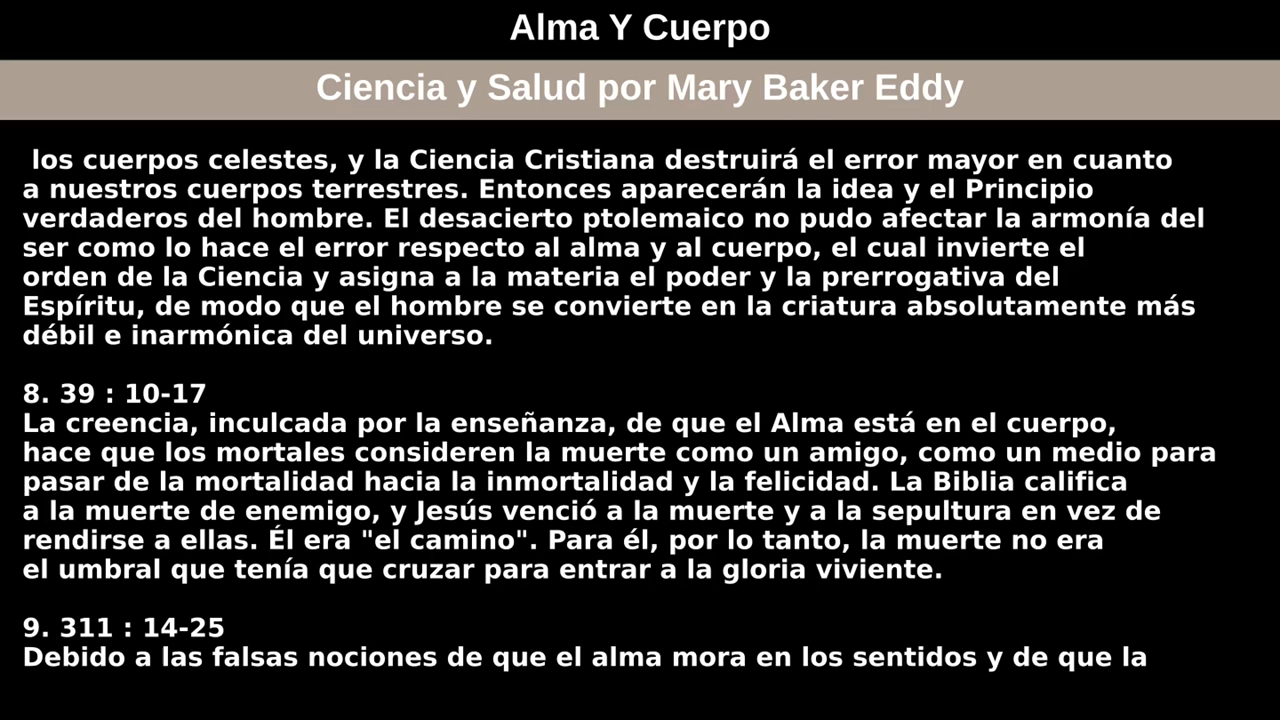 Alma Y Cuerpo
Ciencia y Salud por Mary Baker Eddy
los cuerpos celestes, y la Ciencia Cristiana destruirá el error mayor en cuanto
a nuestros cuerpos terrestres. Entonces aparecerán la idea y el Principio
verdaderos del hombre. El desacierto ptolemaico no pudo afectar la armonía del
ser como lo hace el error respecto al alma y al cuerpo, el cual invierte el
orden de la Ciencia y asigna a la materia el poder y la prerrogativa del
Espíritu, de modo que el hombre se convierte en la criatura absolutamente más
débil e inarmónica del universo.
8. 39 : 10-17
La creencia, inculcada por la enseñanza, de que el Alma está en el cuerpo,
hace que los mortales consideren la muerte como un amigo, como un medio para
pasar de la mortalidad hacia la inmortalidad y la felicidad. La Biblia califica
a la muerte de enemigo, y Jesús venció a la muerte y a la sepultura en vez de
rendirse a ellas. Él era "el camino". Para él, por lo tanto, la muerte no era
el umbral que tenía que cruzar para entrar a la gloria viviente.
9. 311 : 14-25
Debido a las falsas nociones de que el alma mora en los sentidos y de que la